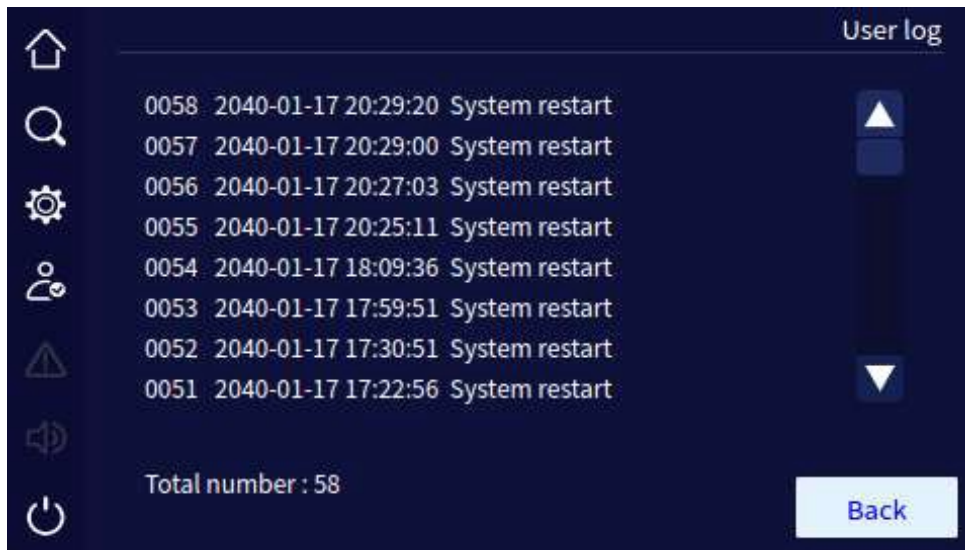 User log
0058 2040-01-17 20:29:20 System restart
0057 2040-01-17 20:29:00 System restart
0056 2040-01-17 20:27:03 System restart
0055 2040-01-17 20:25:11 System restart
0054 2040-01-17 18:09:36 System restart
0053 2040-01-17 17:59:51 System restart
0052 2040-01-17 17:30:51 System restart
0051 2040-01-17 17:22:56 System restart
Total number : 58
Back